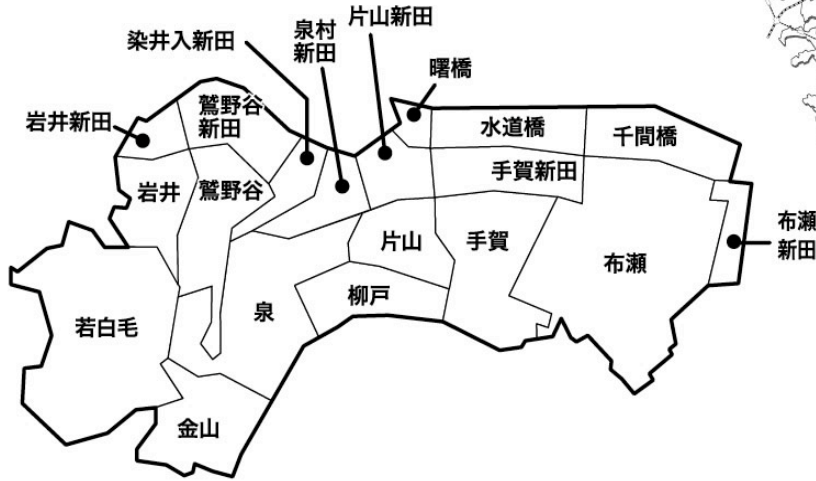 片山新田
泉村
新田
染井入新田
曙橋
鷲野谷
新田
岩井新田
水道橋
千間橋
手賀新田
岩井
鷲野谷
布瀬
新田
片山
手賀
布瀬
柳戸
泉
若白毛
金山